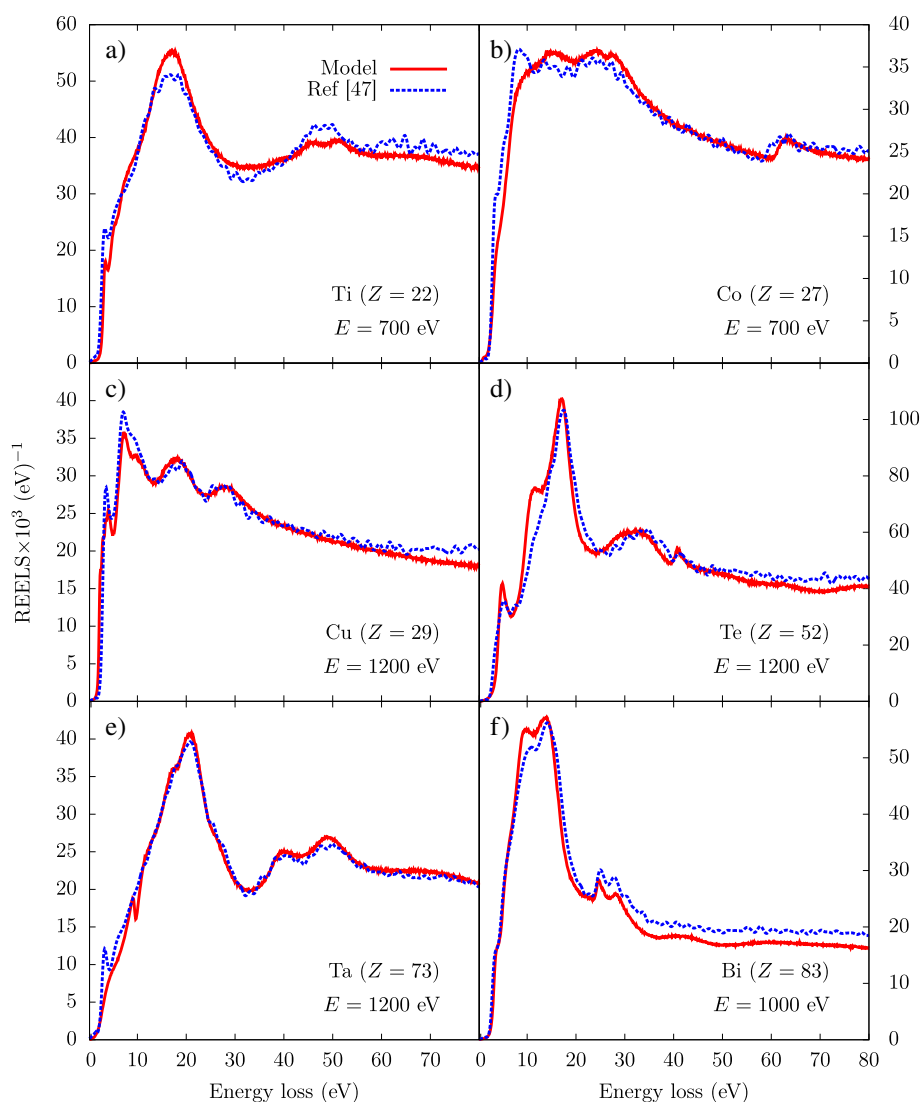 a)
b)
Model
Ref [47]
60
50
40
30
20
10
0
40
35
30
25
20
15
10
5
0
Ti (Z = 22)
E = 700 eV
Co (Z = 27)
E = 700 eV
c)
d)
40
35
30
25
20
15
10
5
0
100
80
60
40
20
0
REELS×10³ (eV)⁻¹
Cu (Z = 29)
E = 1200 eV
Te (Z = 52)
E = 1200 eV
e)
f)
40
35
30
25
20
15
10
5
0
50
40
30
20
10
0
Ta (Z = 73)
E = 1200 eV
Bi (Z = 83)
E = 1000 eV
0 10 20 30 40 50 60 70
0 10 20 30 40 50 60 70 80
Energy loss (eV)
Energy loss (eV)